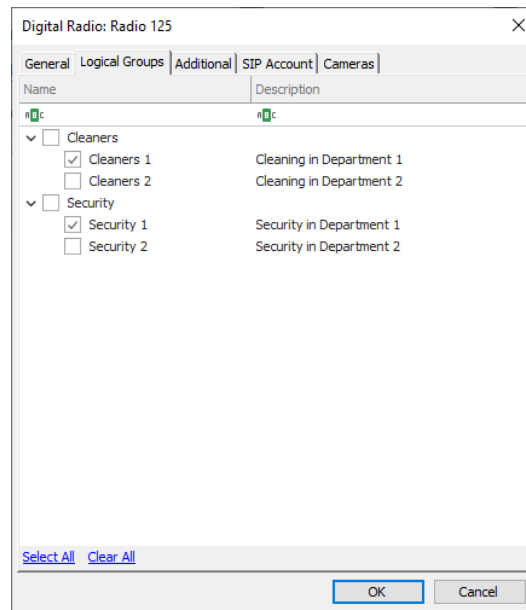 Digital Radio: Radio 125
General Logical Groups Additional SIP Account Cameras
Name Description
ABC ABC
Cleaners
Cleaners 1 Cleaning in Department 1
Cleaners 2 Cleaning in Department 2
Security
Security 1 Security in Department 1
Security 2 Security in Department 2
Select All Clear All
OK Cancel